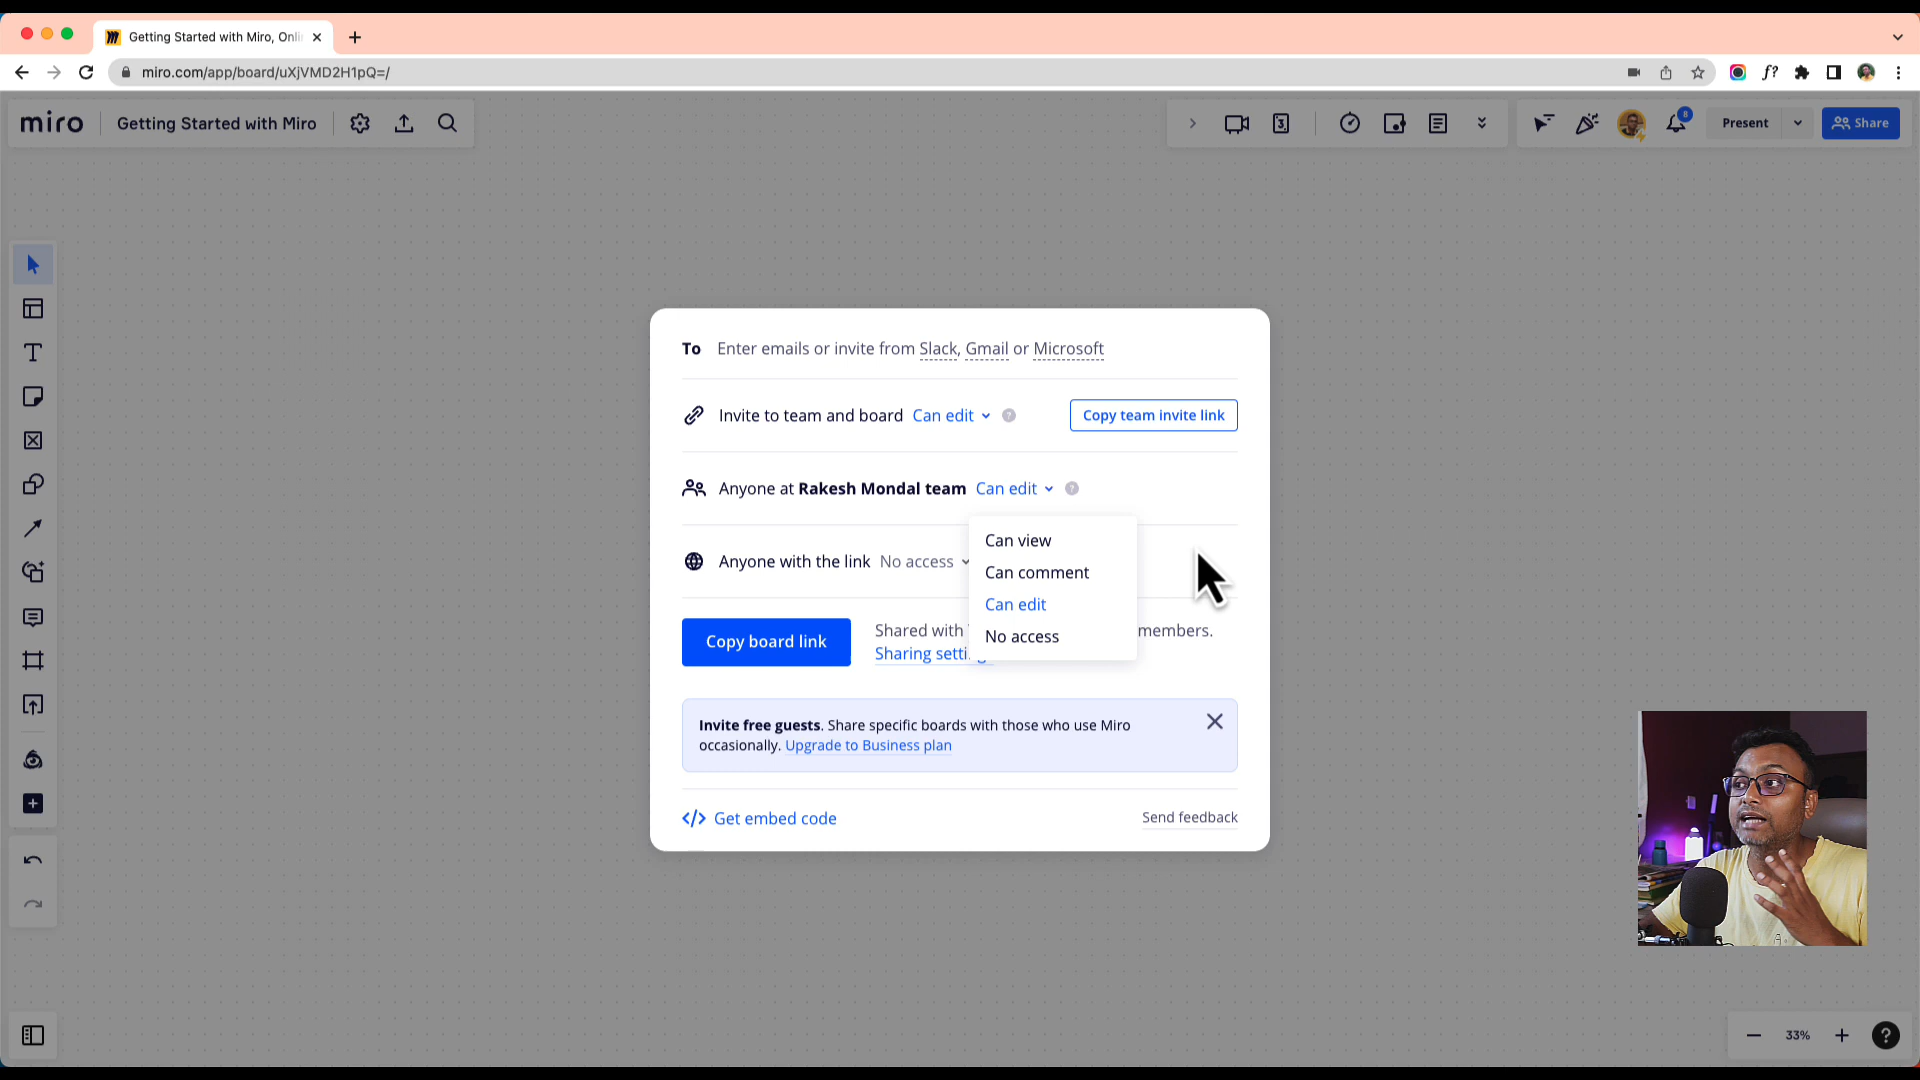 Getting Started with Miro, Onli
miro.com/app/board/uXjVMD2H1pQ=/
f?
miro
Getting Started with Miro
3
8
Present
Share
To Enter emails or invite from Slack, Gmail or Microsoft
Invite to team and board Can edit ?
Copy team invite link
Anyone at Rakesh Mondal team Can edit ?
Can view
Can comment
Can edit
No access
Anyone with the link No access
Copy board link
Shared with members.
Sharing setti
Invite free guests. Share specific boards with those who use Miro
occasionally. Upgrade to Business plan
</> Get embed code
Send feedback
33%
?